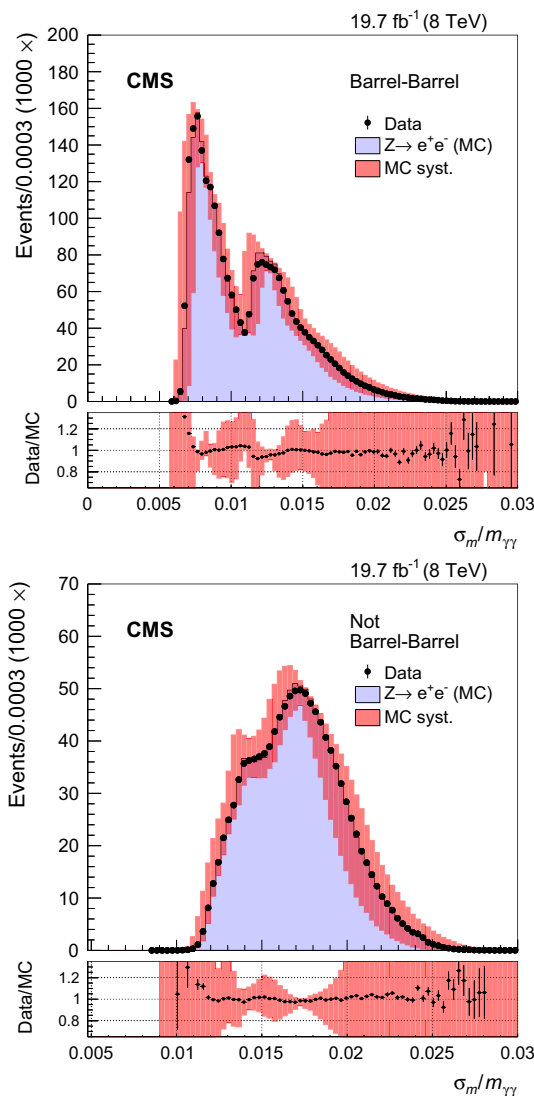 19.7 fb⁻¹ (8 TeV)
Events/0.0003 (1000 ×)
200
180
160
140
120
100
80
60
40
20
0
CMS
Barrel-Barrel
Data
Z→ e⁺e⁻ (MC)
MC syst.
Data/MC
1.2
1
0.8
0 0.005 0.01 0.015 0.02 0.025 0.03
σm/mγγ
19.7 fb⁻¹ (8 TeV)
Events/0.0003 (1000 ×)
70
60
50
40
30
20
10
0
CMS
Not
Barrel-Barrel
Data
Z→ e⁺e⁻ (MC)
MC syst.
Data/MC
1.2
1
0.8
0.005 0.01 0.015 0.02 0.025 0.03
σm/mγγ